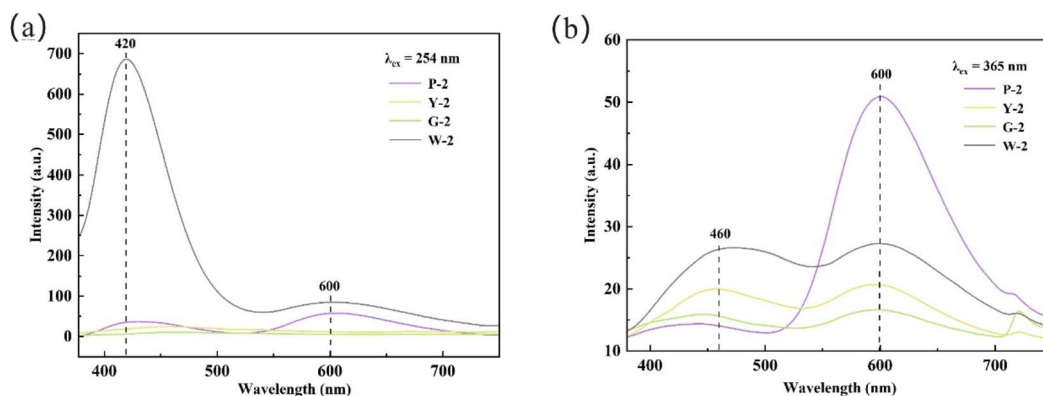 (a)
420
λex = 254 nm
P-2
Y-2
G-2
W-2
600
700
600
500
400
300
200
100
0
Intensity (a.u.)
400 500 600 700
Wavelength (nm)
(b)
600
λex = 365 nm
P-2
Y-2
G-2
W-2
460
60
50
40
30
20
10
Intensity (a.u.)
400 500 600 700
Wavelength (nm)